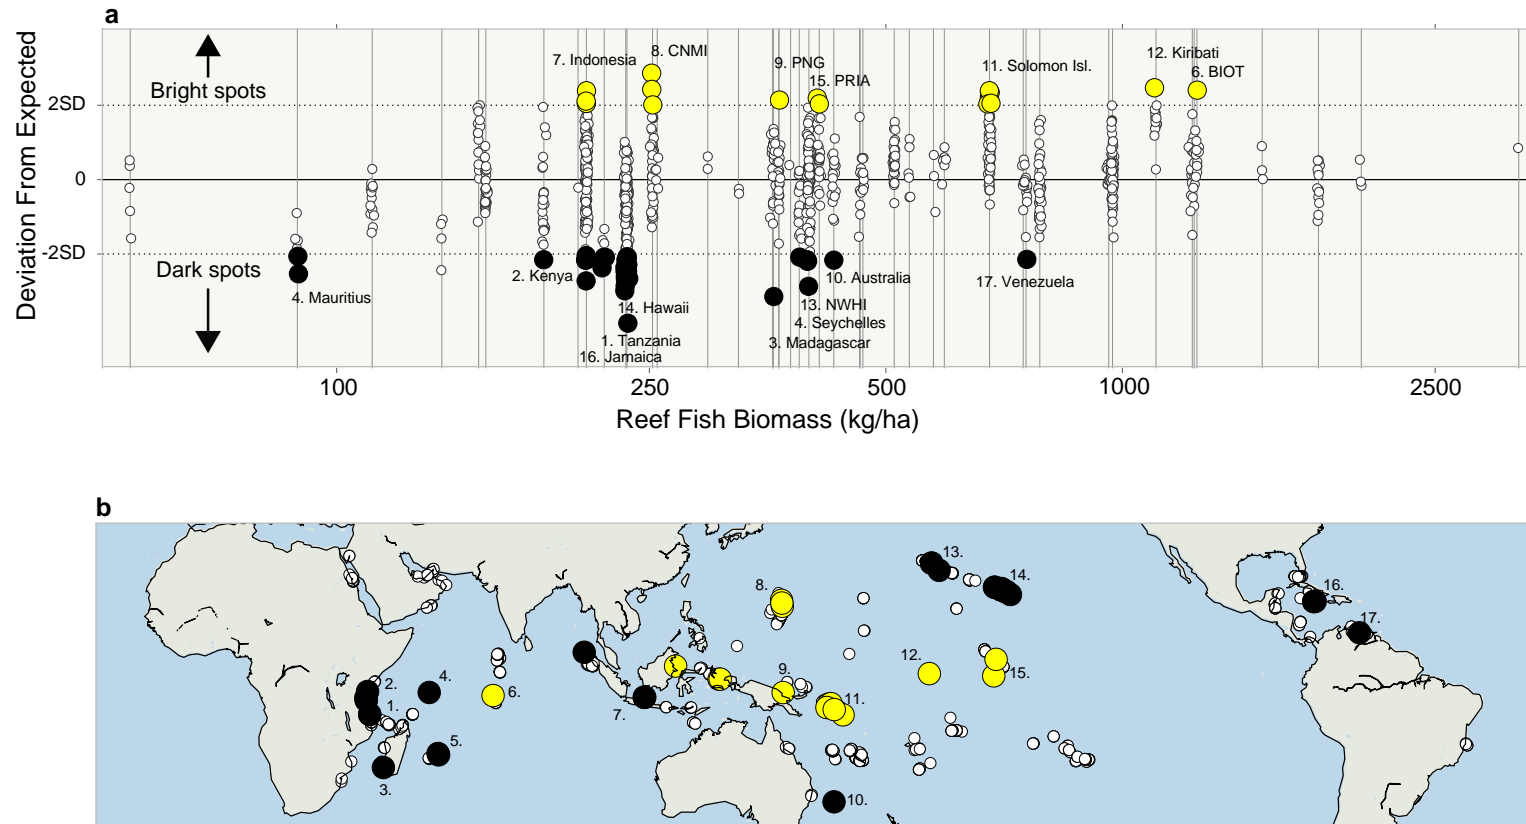 a
Deviation From Expected
2SD
0
-2SD
Bright spots
Dark spots
7. Indonesia
8. CNMI
9. PNG
15. PRIA
11. Solomon Isl.
12. Kiribati
6. BIOT
4. Mauritius
2. Kenya
14. Hawaii
1. Tanzania
16. Jamaica
10. Australia
13. NWHI
4. Seychelles
3. Madagascar
17. Venezuela
100
250
500
1000
2500
Reef Fish Biomass (kg/ha)
b
13.
14.
8.
16.
17.
12.
15.
2.
4.
6.
9.
11.
1.
7.
5.
3.
10.